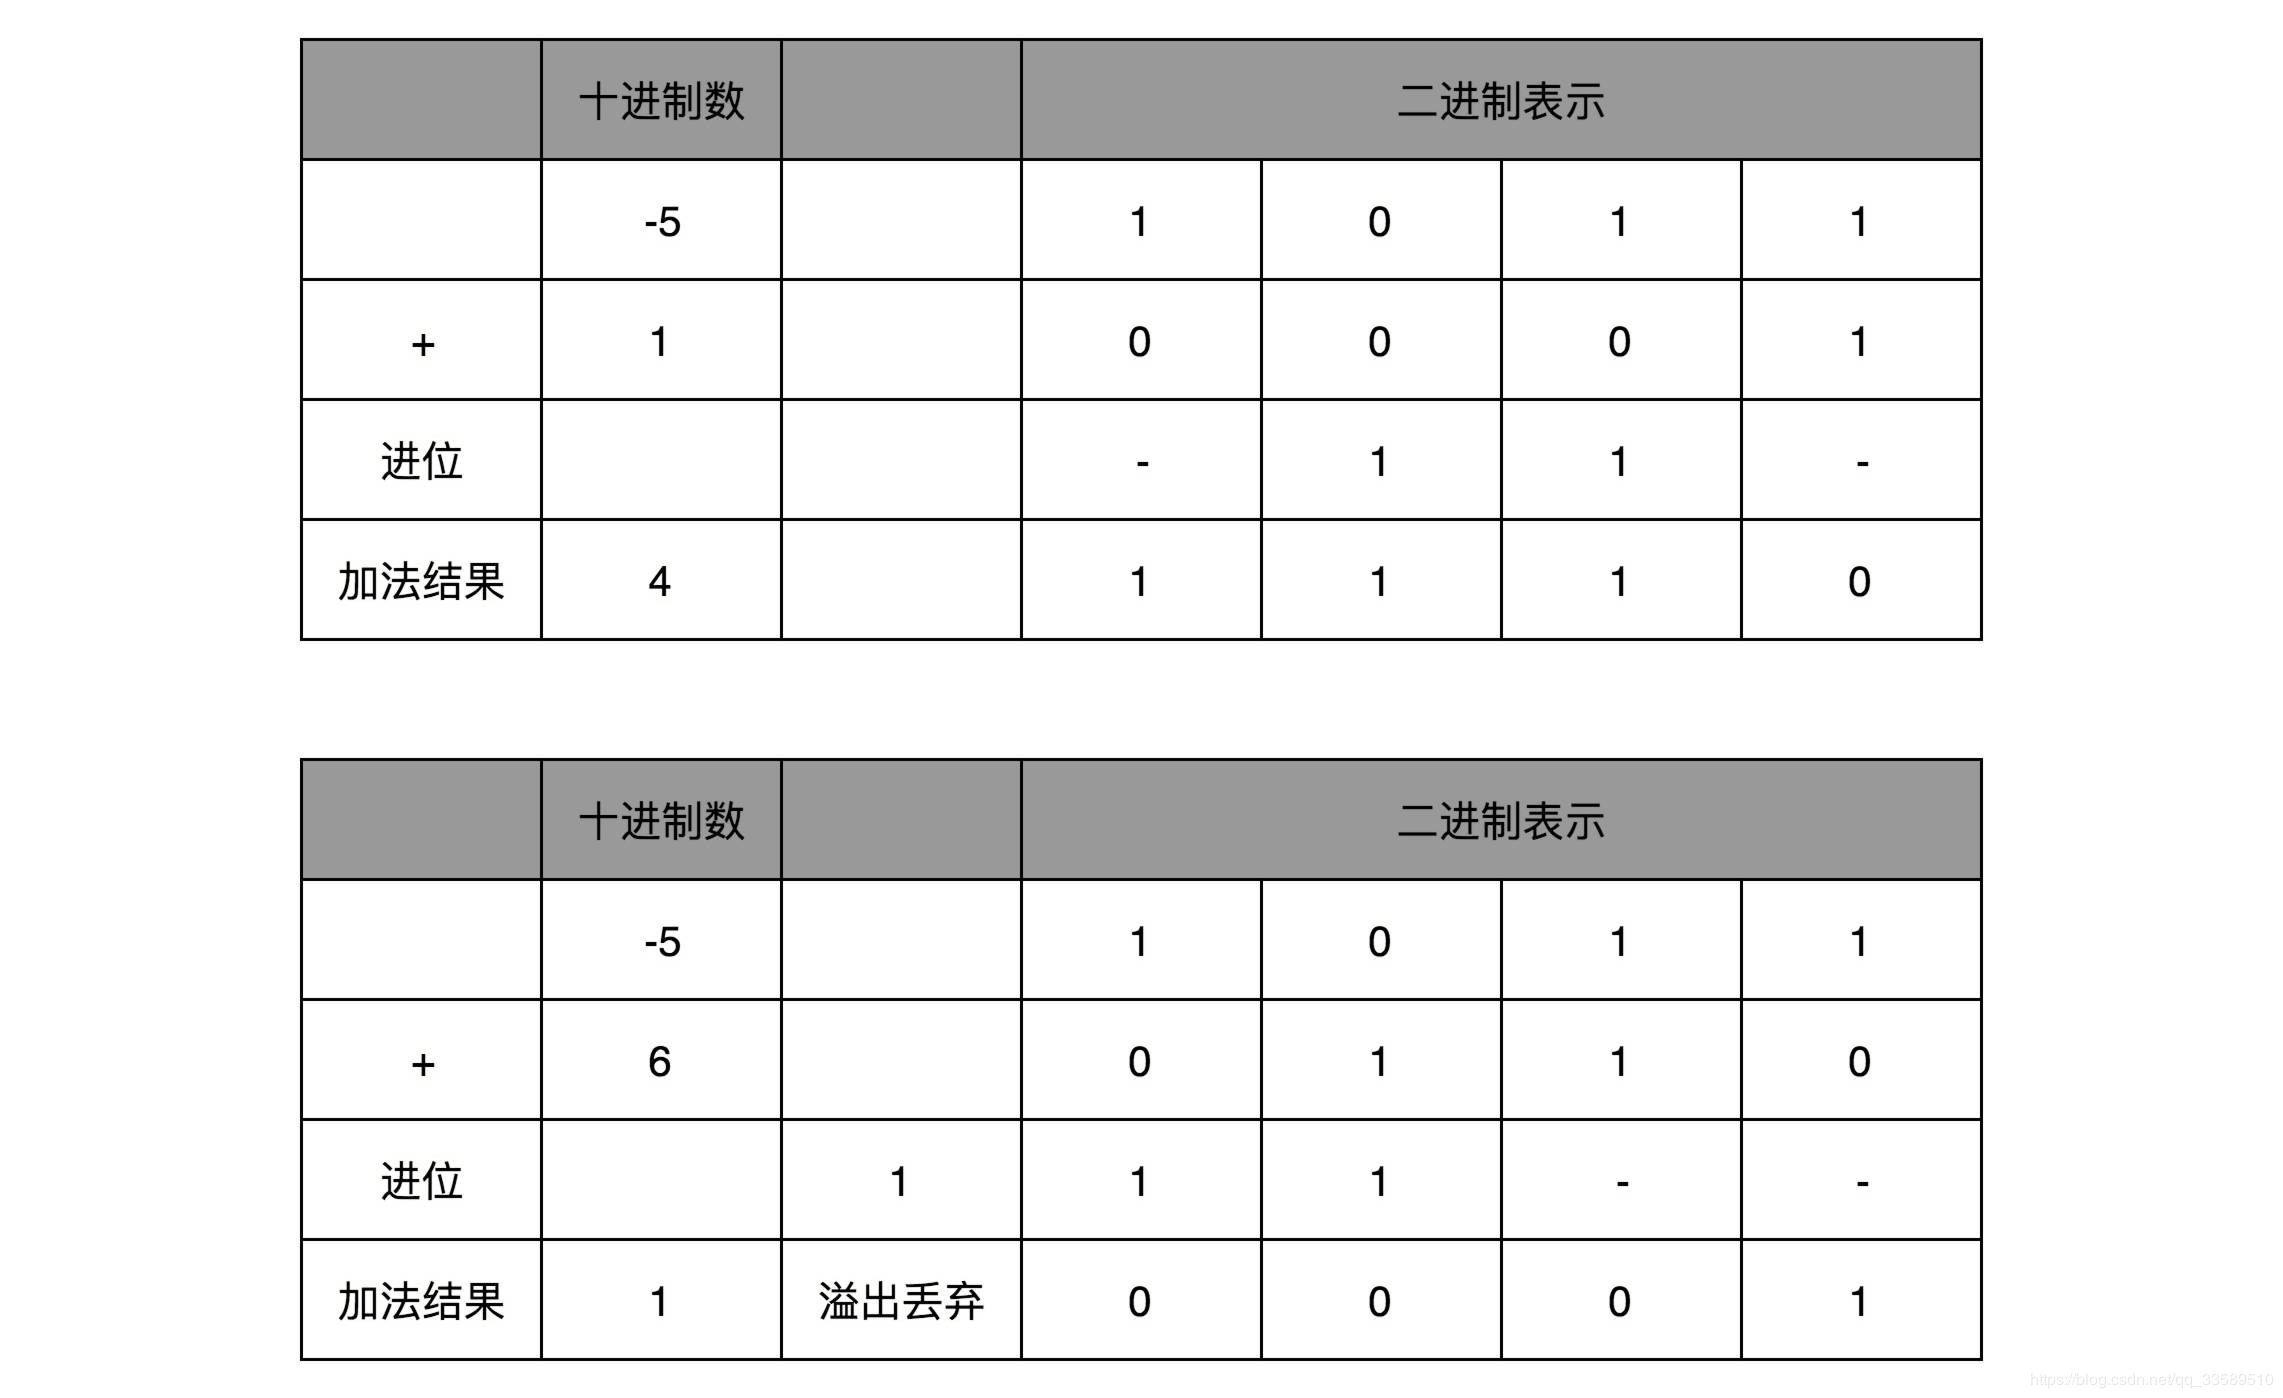 十进制数 二进制表示
-5 1 0 1 1
+ 1 0 0 0 1
进位 - 1 1 -
加法结果 4 1 1 1 0
十进制数 二进制表示
-5 1 0 1 1
+ 6 0 1 1 0
进位 1 1 1 - -
加法结果 1 溢出丢弃 0 0 0 1
https://blog.csdn.net/qq_33589510